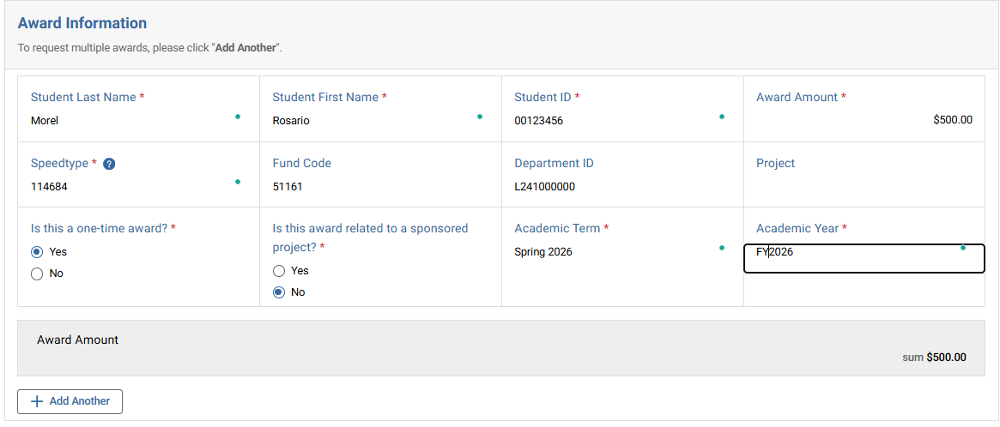 Award Information
To request multiple awards, please click "Add Another".
Student Last Name *
Morel
Student First Name *
Rosario
Student ID *
00123456
Award Amount *
$500.00
Speedtype * ?
114684
Fund Code
51161
Department ID
L241000000
Project
Is this a one-time award? *
Yes
No
Is this award related to a sponsored
project? *
Yes
No
Academic Term *
Spring 2026
Academic Year *
FY2026
Award Amount
sum $500.00
+ Add Another